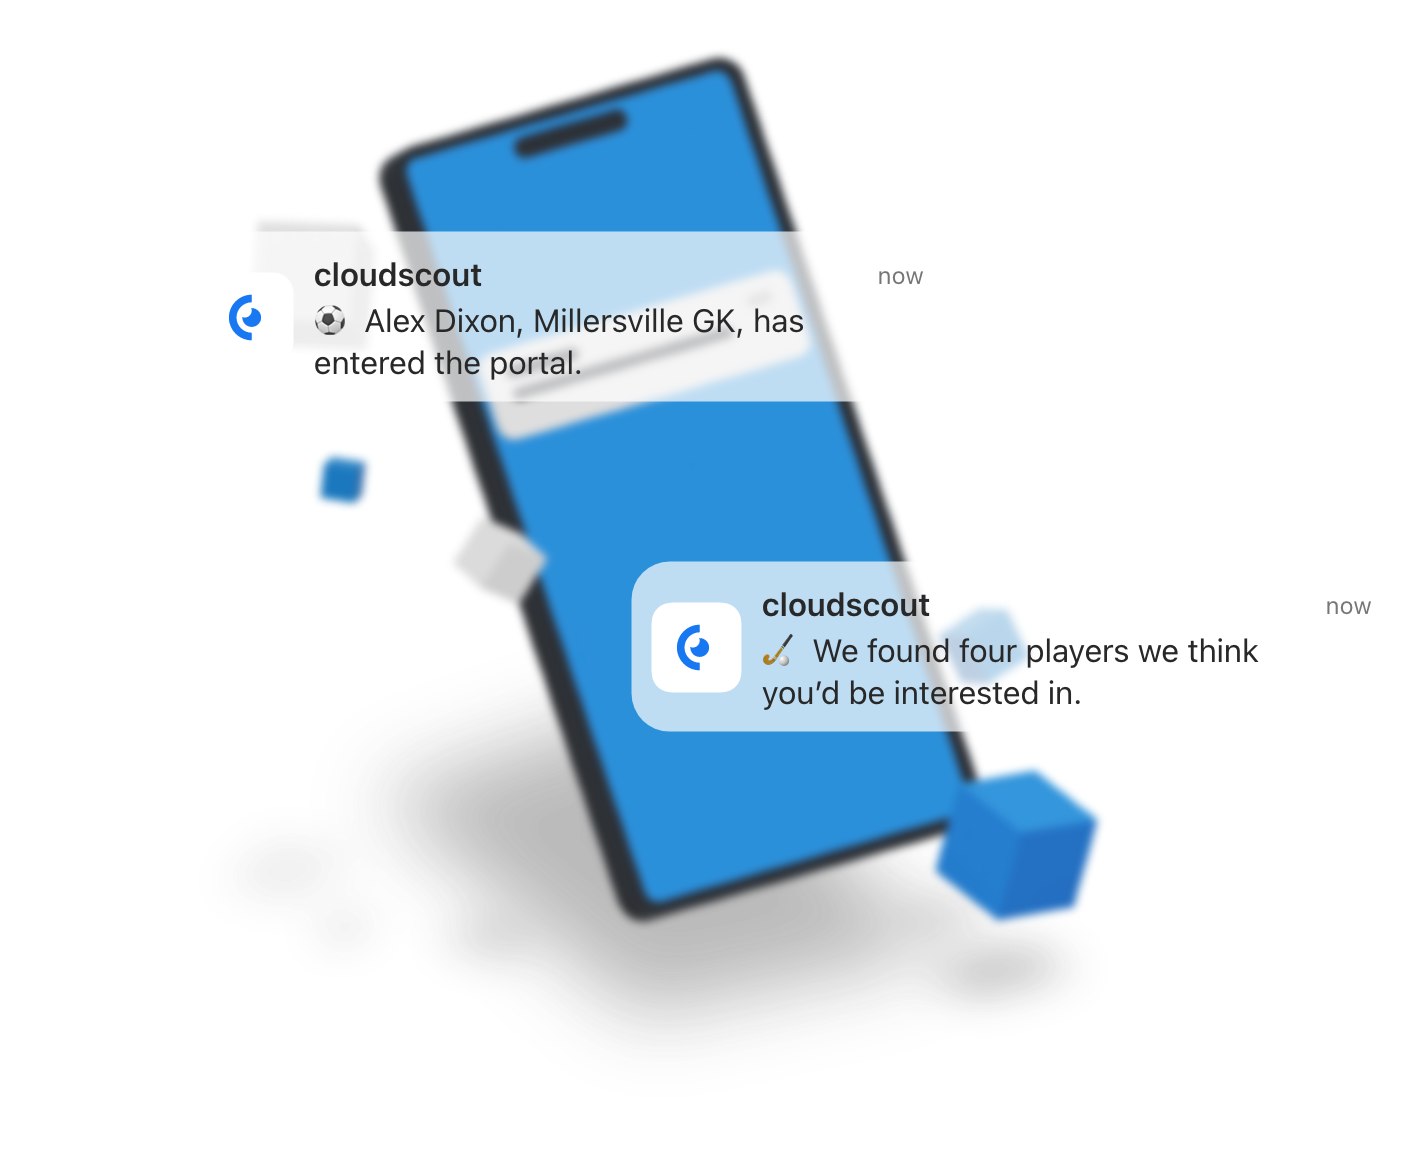 cloudscout
now
⚽ Alex Dixon, Millersville GK, has
entered the portal.
cloudscout
now
🏑 We found four players we think
you’d be interested in.